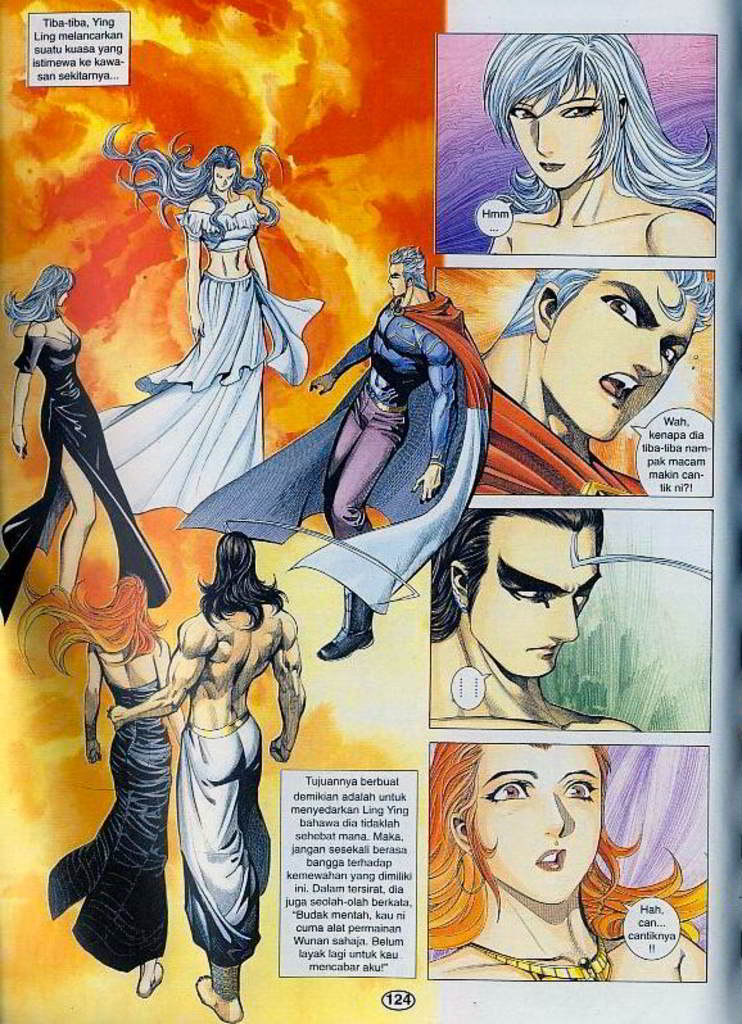 Tiba-tiba, Ying
Ling melancarkan
suatu kuasa yang
istimewa ke kawa-
san sekitarnya...
Hmm
...
Wah,
kenapa dia
tiba-tiba nam-
pak macam
makin can-
tik ni?!
........
Tujuannya berbuat
demikian adalah untuk
menyedarkan Ling Ying
bahawa dia tidaklah
sehebat mana. Maka,
jangan sesekali berasa
bangga terhadap
kemewahan yang dimiliki
ini. Dalam tersirat, dia
juga seolah-olah berkata,
"Budak mentah, kau ni
cuma alat permainan
Wunan sahaja. Belum
layak lagi untuk kau
mencabar aku!"
Hah,
can...
cantiknya
!!
124